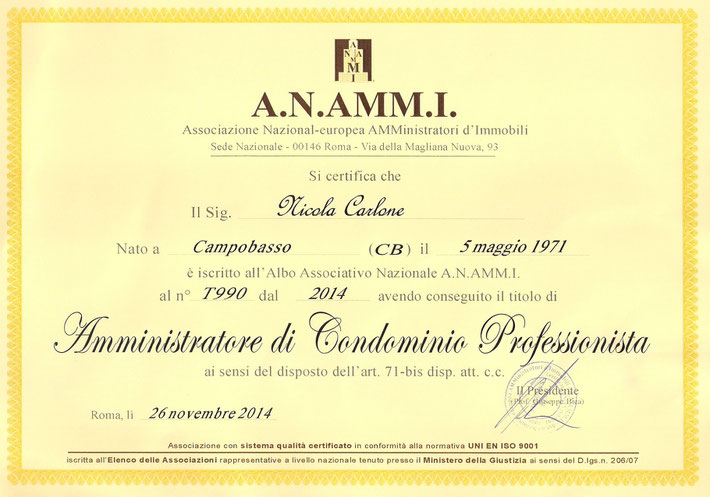 A
N A
M
M
I
A.N.AMM.I.
Associazione Nazional-europea AMMinistratori d'Immobili
Sede Nazionale - 00146 Roma - Via della Magliana Nuova, 93
Si certifica che
Il Sig. Nicola Carlone
Nato a Campobasso (CB) il 5 maggio 1971
è iscritto all'Albo Associativo Nazionale A.N.AMM.I.
al n° T990 dal 2014 avendo conseguito il titolo di
Amministratore di Condominio Professionista
ai sensi del disposto dell'art. 71-bis disp. att. c.c.
Il Presidente
(Prof. Giuseppe Bica)
Roma, lì 26 novembre 2014
Associazione con sistema qualità certificato in conformità alla normativa UNI EN ISO 9001
iscritta all'Elenco delle Associazioni rappresentative a livello nazionale tenuto presso il Ministero della Giustizia ai sensi del D.lgs.n. 206/07